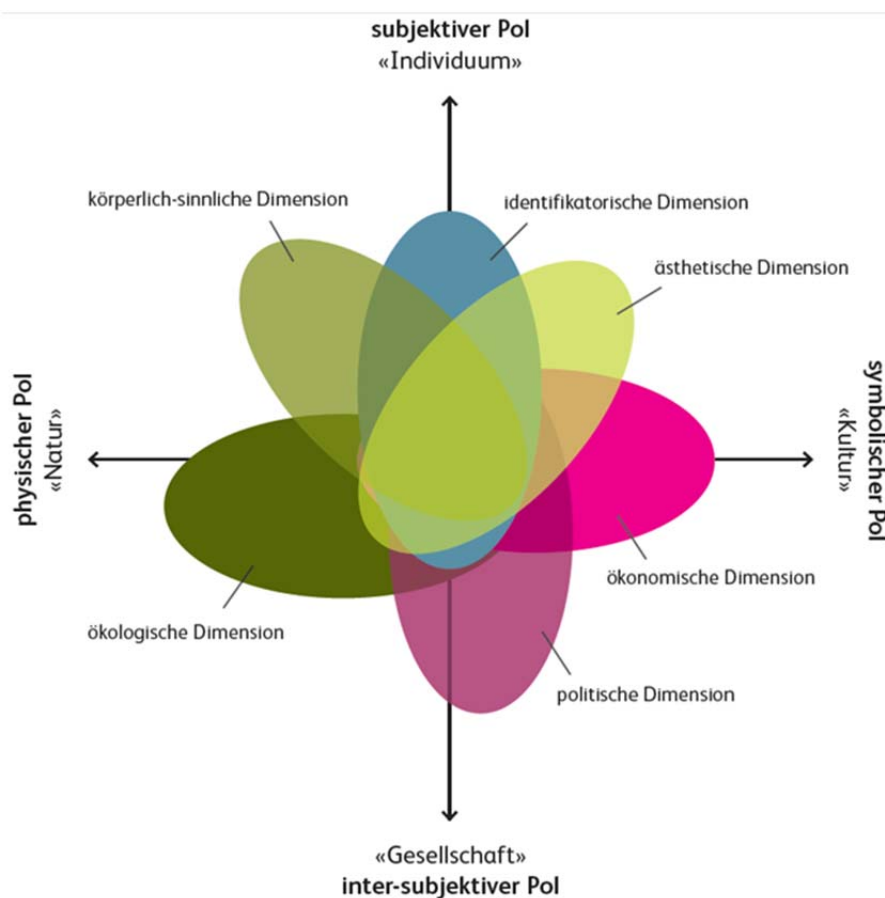 subjektiver Pol
«Individuum»
körperlich-sinnliche Dimension
identifikatorische Dimension
ästhetische Dimension
physischer Pol
«Natur»
symbolischer Pol
«Kultur»
ökonomische Dimension
ökologische Dimension
politische Dimension
«Gesellschaft»
inter-subjektiver Pol